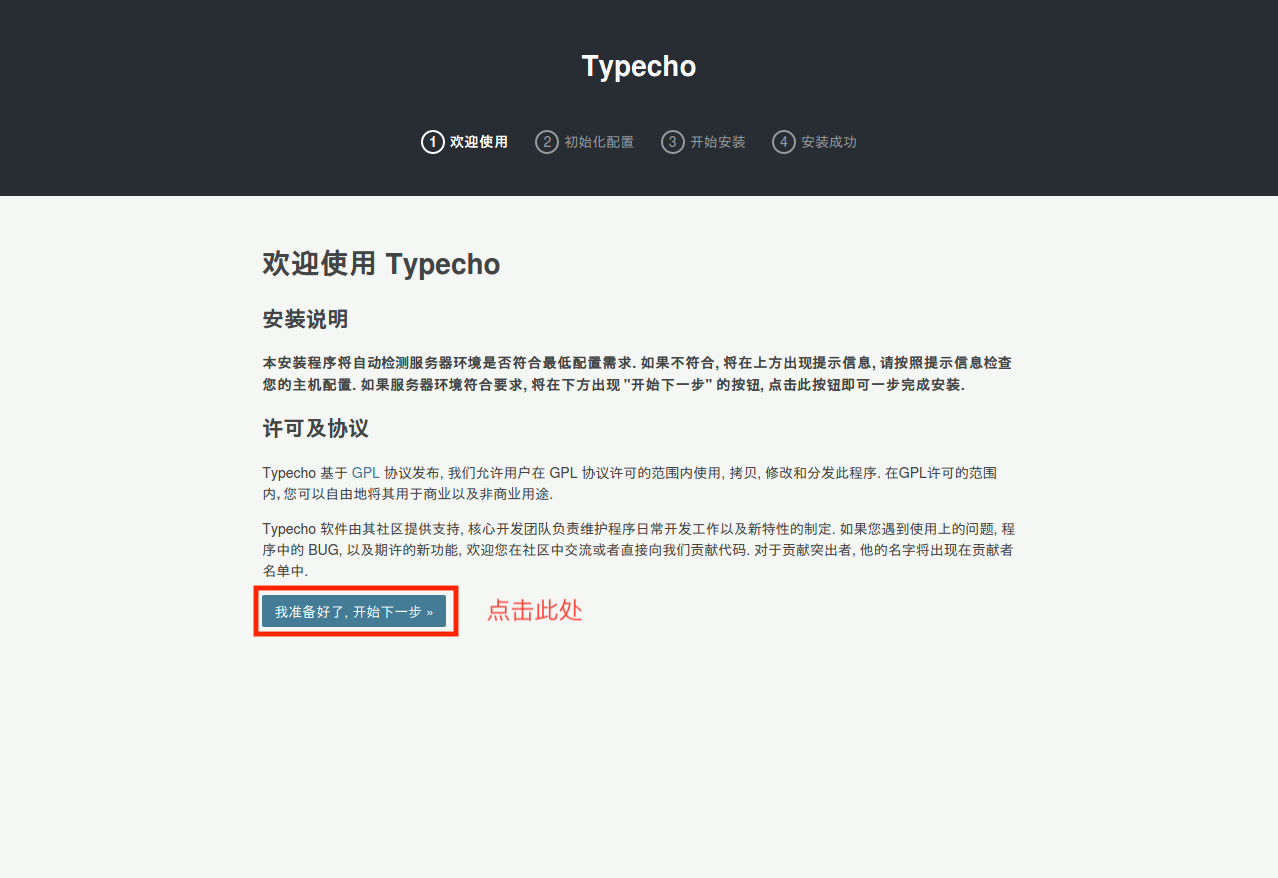 Typecho
1 欢迎使用 2 初始化配置 3 开始安装 4 安装成功
欢迎使用 Typecho
安装说明
本安装程序将自动检测服务器环境是否符合最低配置需求. 如果不符合, 将在上方出现提示信息, 请按照提示信息检查
您的主机配置. 如果服务器环境符合要求, 将在下方出现 "开始下一步" 的按钮, 点击此按钮即可一步完成安装.
许可及协议
Typecho 基于 GPL 协议发布, 我们允许用户在 GPL 协议许可的范围内使用, 拷贝, 修改和分发此程序. 在GPL许可的范围
内, 您可以自由地将其用于商业以及非商业用途.
Typecho 软件由其社区提供支持, 核心开发团队负责维护程序日常开发工作以及新特性的制定. 如果您遇到使用上的问题, 程
序中的 BUG, 以及期许的新功能, 欢迎您在社区中交流或者直接向我们贡献代码. 对于贡献突出者, 他的名字将出现在贡献者
名单中.
我准备好了, 开始下一步 » 点击此处